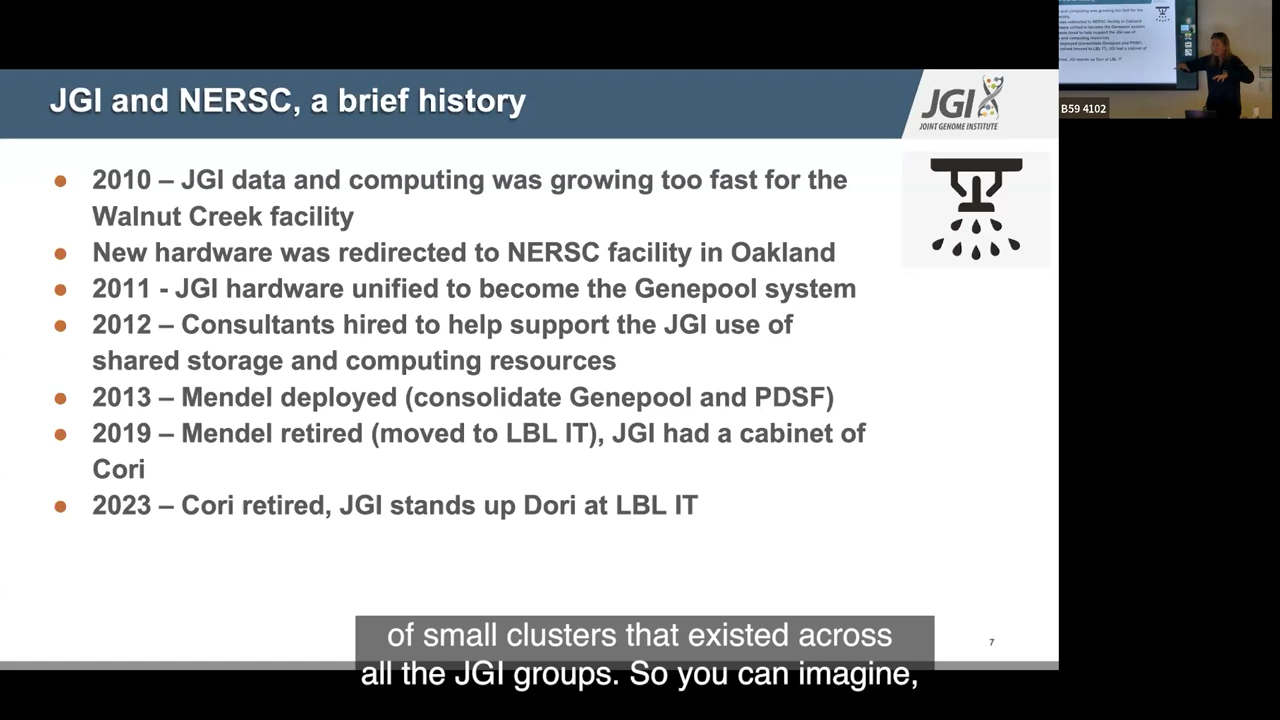 JGI and NERSC, a brief history
JGI
JOINT GENOME INSTITUTE
2010 – JGI data and computing was growing too fast for the
Walnut Creek facility
New hardware was redirected to NERSC facility in Oakland
2011 - JGI hardware unified to become the Genepool system
2012 – Consultants hired to help support the JGI use of
shared storage and computing resources
2013 – Mendel deployed (consolidate Genepool and PDSF)
2019 – Mendel retired (moved to LBL IT), JGI had a cabinet of
Cori
2023 – Cori retired, JGI stands up Dori at LBL IT
7
of small clusters that existed across
all the JGI groups. So you can imagine,
B59 4102